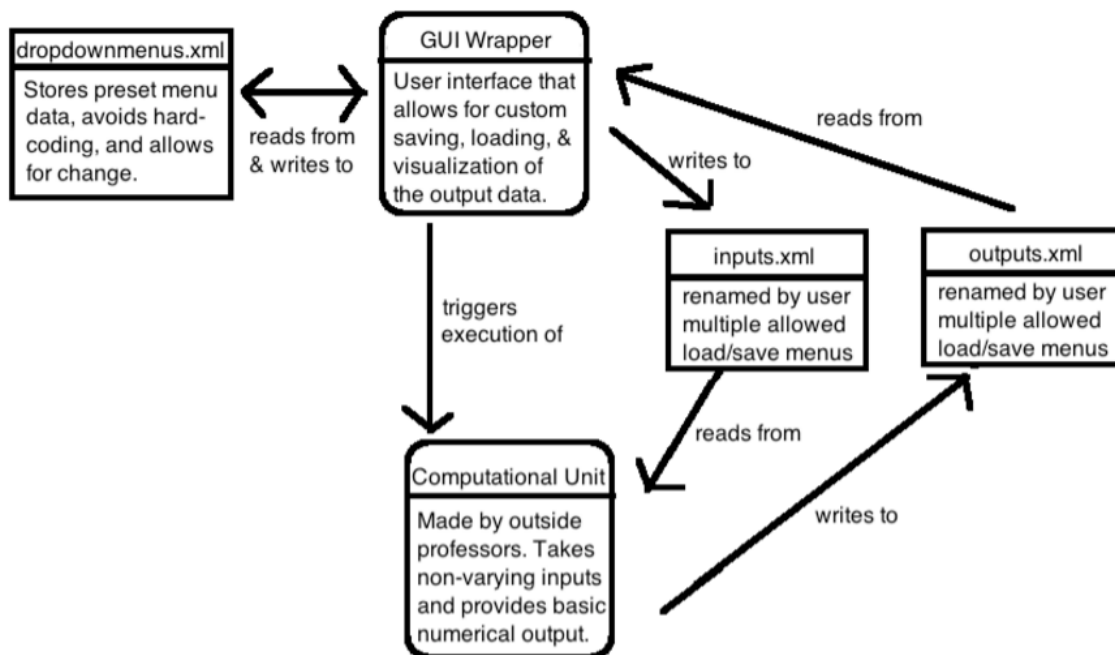 dropdownmenus.xml
Stores preset menu
data, avoids hard-
coding, and allows
for change.
reads from
& writes to
GUI Wrapper
User interface that
allows for custom
saving, loading, &
visualization of
the output data.
writes to
reads from
inputs.xml
renamed by user
multiple allowed
load/save menus
outputs.xml
renamed by user
multiple allowed
load/save menus
triggers
execution of
reads from
writes to
Computational Unit
Made by outside
professors. Takes
non-varying inputs
and provides basic
numerical output.